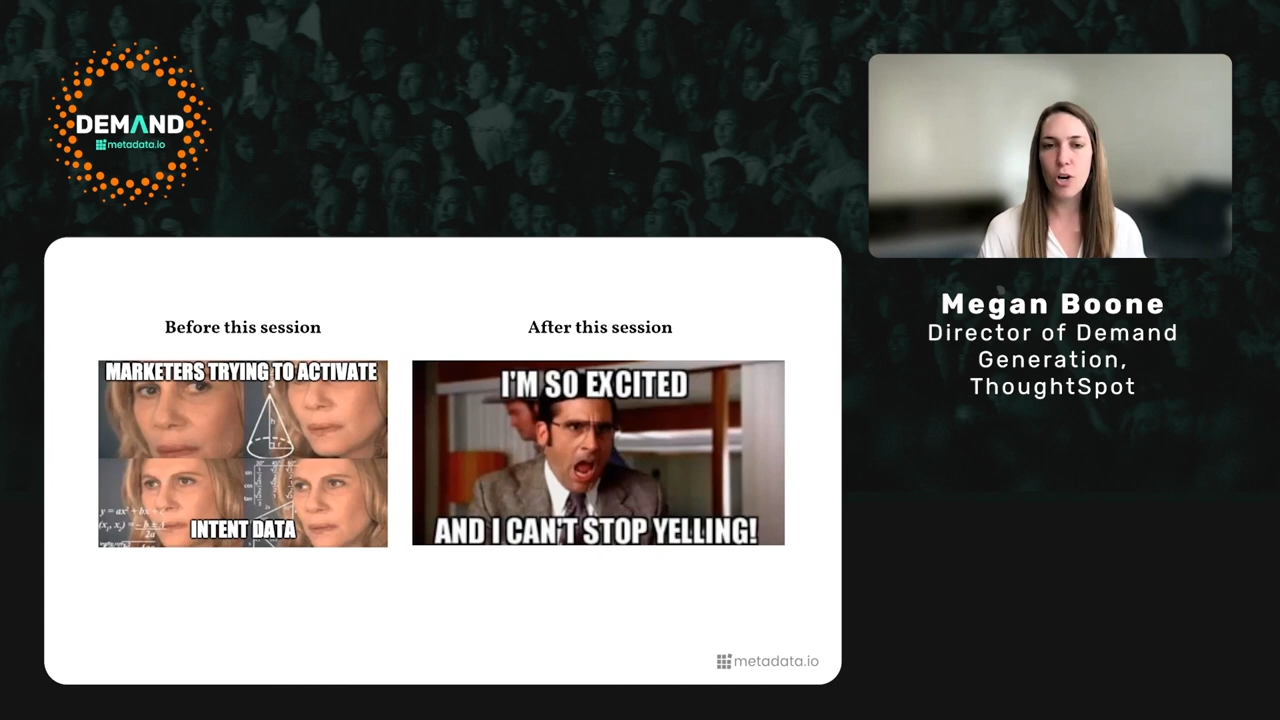 DEMAND
metadata.io
Before this session
After this session
MARKETERS TRYING TO ACTIVATE
INTENT DATA
I'M SO EXCITED
AND I CAN'T STOP YELLING!
metadata.io
Megan Boone
Director of Demand
Generation,
ThoughtSpot